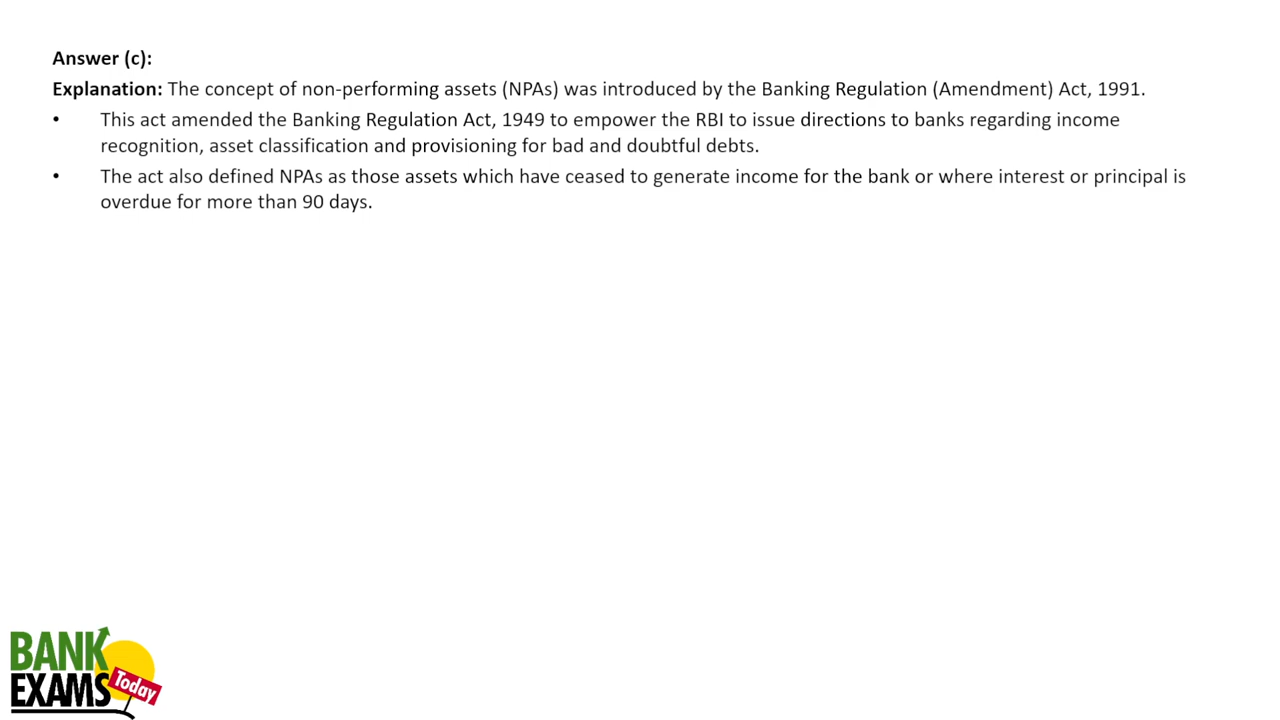 Answer (c):
Explanation: The concept of non-performing assets (NPAs) was introduced by the Banking Regulation (Amendment) Act, 1991.
• This act amended the Banking Regulation Act, 1949 to empower the RBI to issue directions to banks regarding income
recognition, asset classification and provisioning for bad and doubtful debts.
• The act also defined NPAs as those assets which have ceased to generate income for the bank or where interest or principal is
overdue for more than 90 days.
BANK
EXAMS
Today